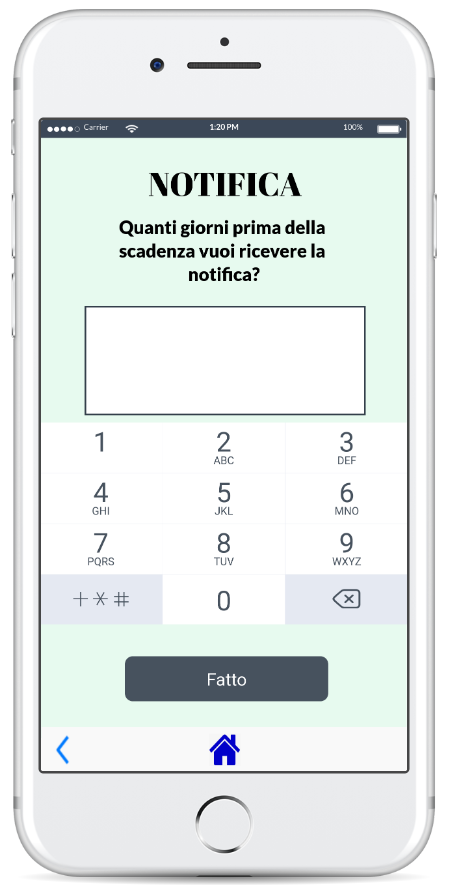 Carrier 1:20 PM 100%
NOTIFICA
Quanti giorni prima della
scadenza vuoi ricevere la
notifica?
1 2 3
ABC DEF
4 5 6
GHI JKL MNO
7 8 9
PQRS TUV WXYZ
+*# 0
Fatto